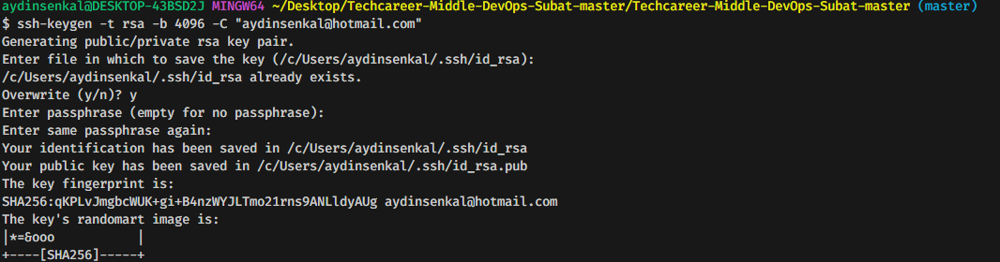 aydinsenkal@DESKTOP-43BSD2J MINGW64 ~/Desktop/Techcareer-Middle-DevOps-Subat-master/Techcareer-Middle-DevOps-Subat-master (master)
$ ssh-keygen -t rsa -b 4096 -C "aydinsenkal@hotmail.com"
Generating public/private rsa key pair.
Enter file in which to save the key (/c/Users/aydinsenkal/.ssh/id_rsa):
/c/Users/aydinsenkal/.ssh/id_rsa already exists.
Overwrite (y/n)? y
Enter passphrase (empty for no passphrase):
Enter same passphrase again:
Your identification has been saved in /c/Users/aydinsenkal/.ssh/id_rsa
Your public key has been saved in /c/Users/aydinsenkal/.ssh/id_rsa.pub
The key fingerprint is:
SHA256:qKPLvJmgbcWUK+gi+B4nzWYJLTmo21rns9ANLldyAUg aydinsenkal@hotmail.com
The key's randomart image is:
|*=&ooo           |
+----[SHA256]-----+